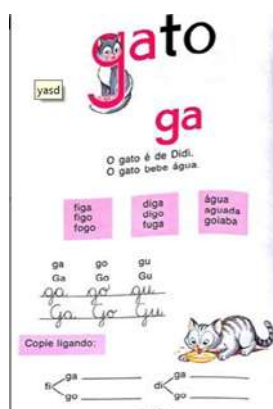 gato
yasd
ga
O gato é de Didi.
O gato bebe água.
figa diga água
figo digo aguada
fogo fuga goiaba
ga go gu
Ga Go Gu
ga go gu
Ga Go Gu
Copie ligando:
ga ga
fi di
go go